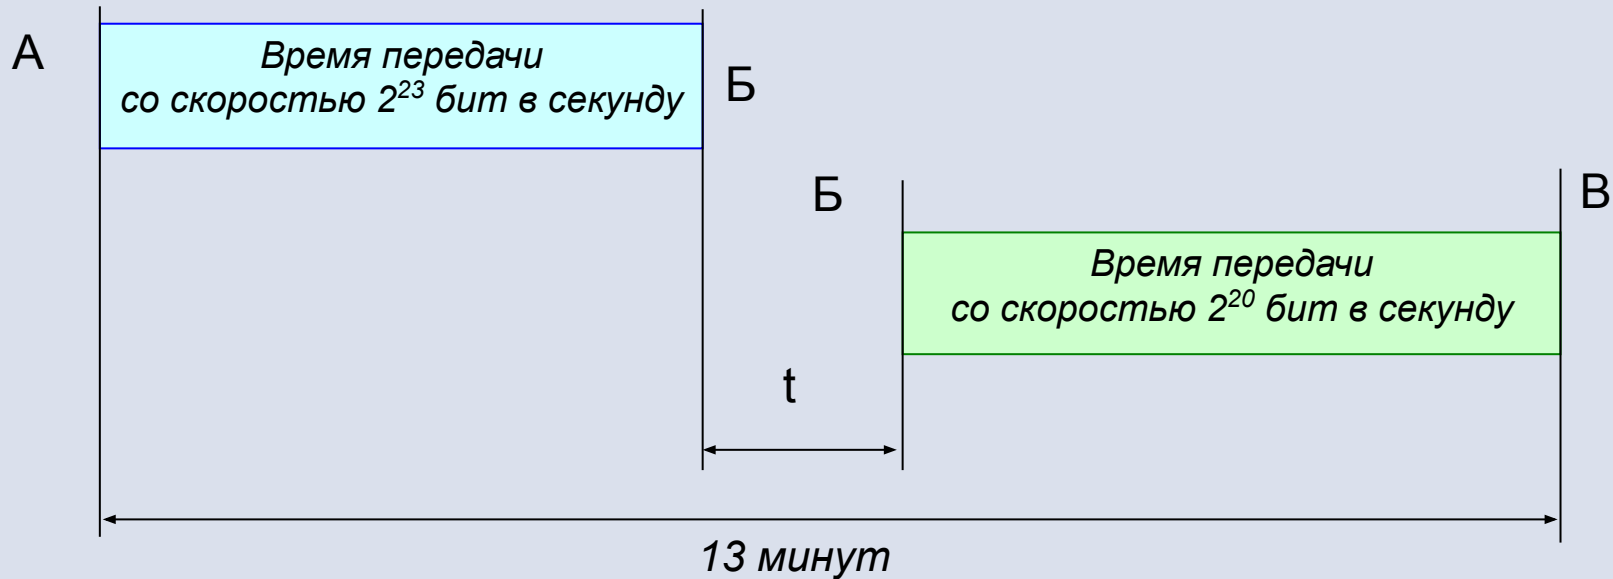 А
Время передачи
со скоростью 2²³ бит в секунду
Б
Б
В
Время передачи
со скоростью 2²⁰ бит в секунду
t
13 минут